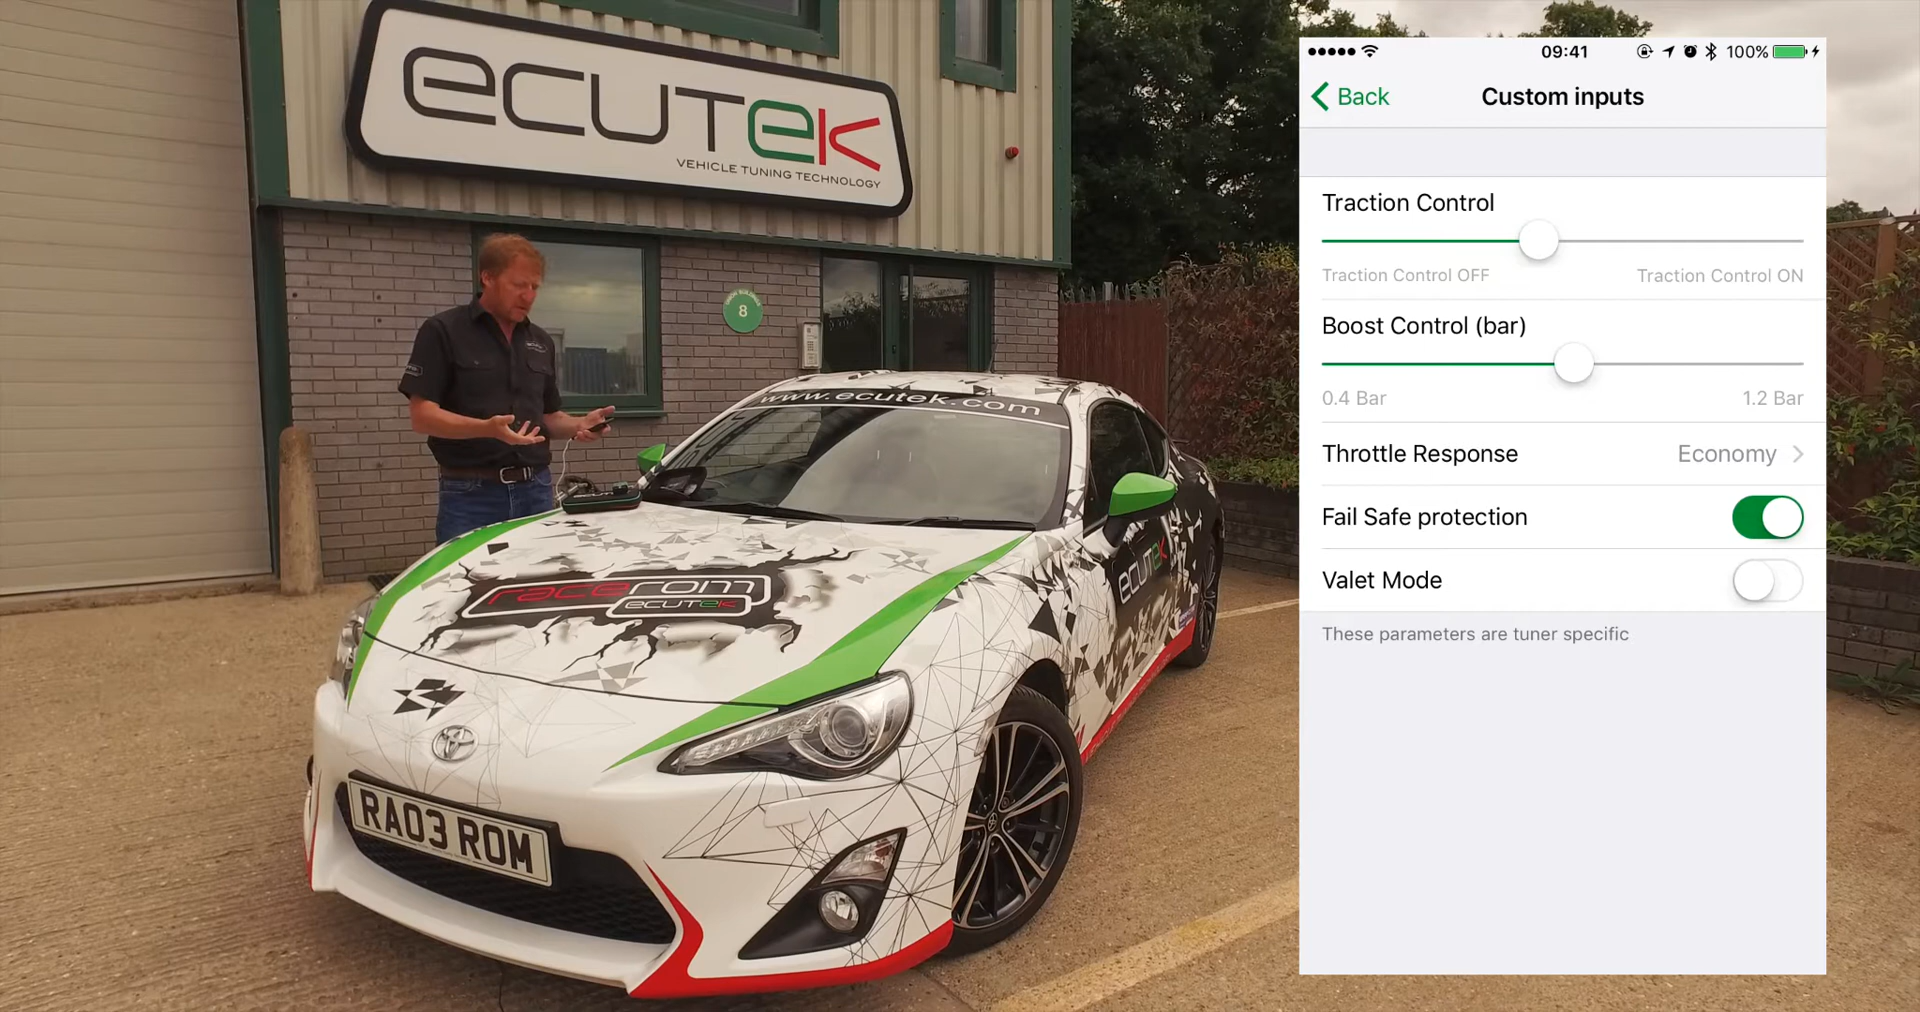 ecutek
VEHICLE TUNING TECHNOLOGY
8
www.ecutek.com
racerom
ecutek
ecutek
RA03 ROM
09:41
100%
Back
Custom inputs
Traction Control
Traction Control OFF
Traction Control ON
Boost Control (bar)
0.4 Bar
1.2 Bar
Throttle Response
Economy
Fail Safe protection
Valet Mode
These parameters are tuner specific